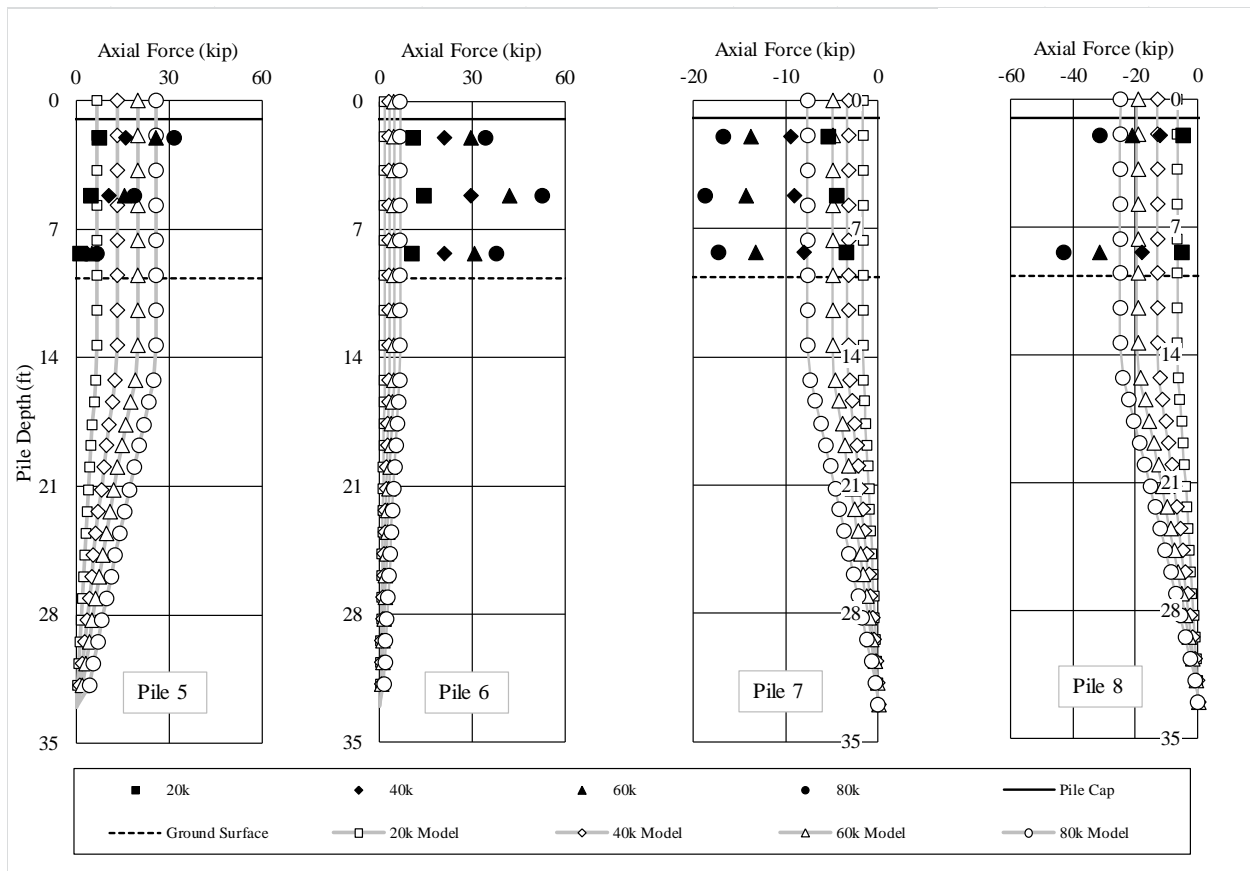 Axial Force (kip) Axial Force (kip) Axial Force (kip) Axial Force (kip)
0 30 60 0 30 60 -20 -10 0 -60 -40 -20 0
0 0 0 0
7 7 7
14 14 14
Pile Depth (ft)
21 21 21 21
28 28 28 28
Pile 5 Pile 6 Pile 7 Pile 8
35 35 35 35
20k 40k 60k 80k Pile Cap
Ground Surface 20k Model 40k Model 60k Model 80k Model